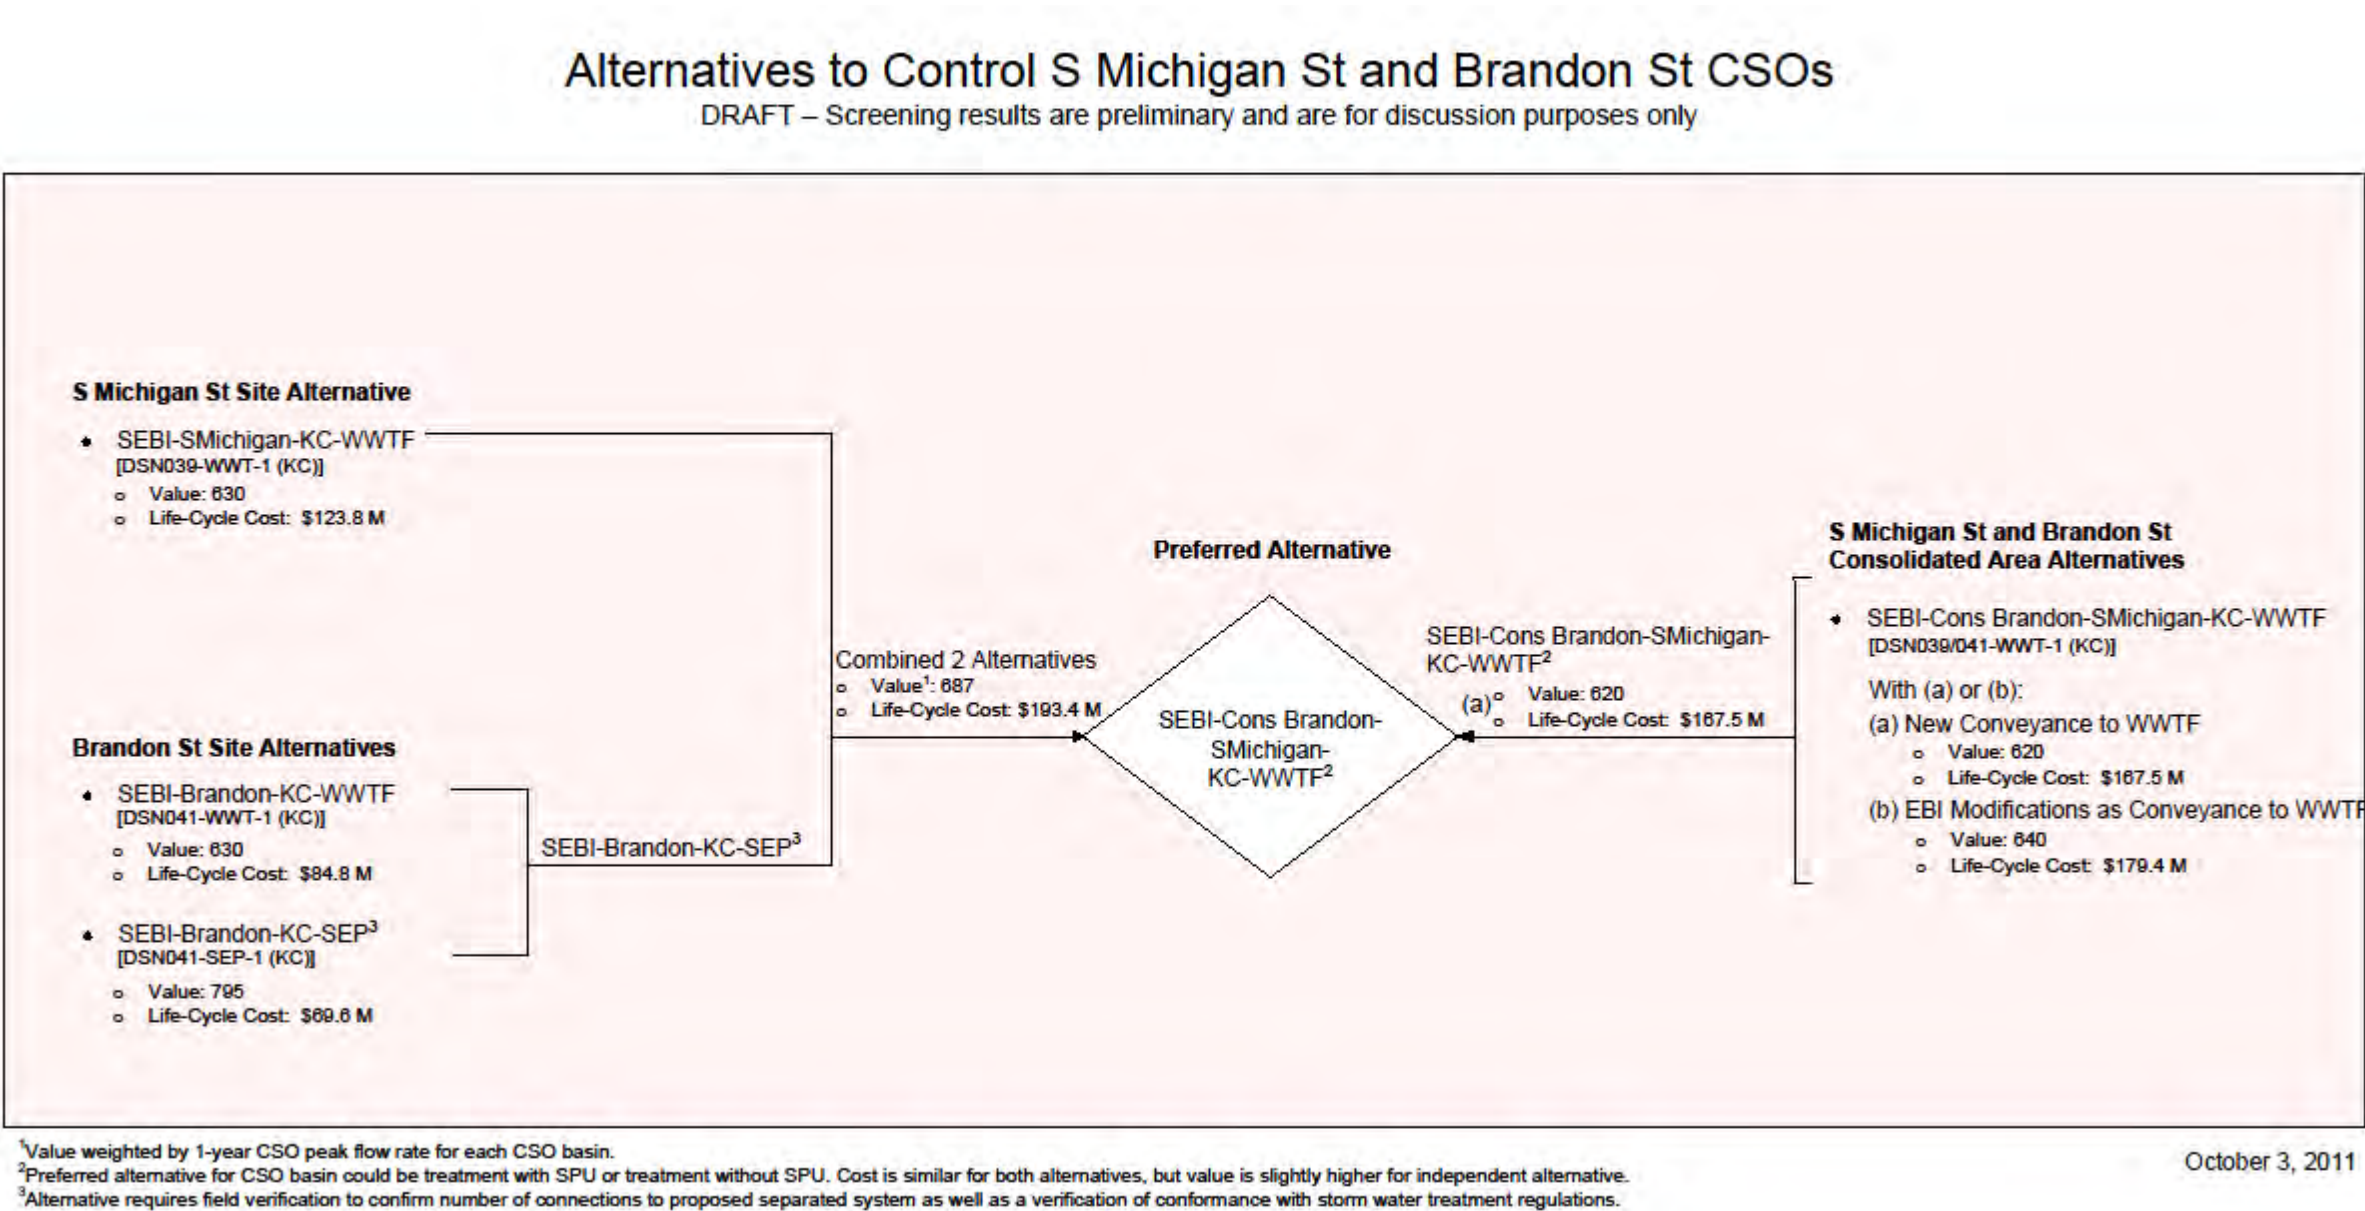 Alternatives to Control S Michigan St and Brandon St CSOs
DRAFT – Screening results are preliminary and are for discussion purposes only
S Michigan St Site Alternative
• SEBI-SMichigan-KC-WWTF
[DSN039-WWT-1 (KC)]
o Value: 630
o Life-Cycle Cost: $123.8 M
Brandon St Site Alternatives
• SEBI-Brandon-KC-WWTF
[DSN041-WWT-1 (KC)]
o Value: 630
o Life-Cycle Cost: $84.8 M
• SEBI-Brandon-KC-SEP³
[DSN041-SEP-1 (KC)]
o Value: 795
o Life-Cycle Cost: $69.6 M
SEBI-Brandon-KC-SEP³
Combined 2 Alternatives
o Value¹: 687
o Life-Cycle Cost: $193.4 M
Preferred Alternative
SEBI-Cons Brandon-
SMichigan-
KC-WWTF²
SEBI-Cons Brandon-SMichigan-
KC-WWTF²
(a) o Value: 620
o Life-Cycle Cost: $167.5 M
S Michigan St and Brandon St
Consolidated Area Alternatives
• SEBI-Cons Brandon-SMichigan-KC-WWTF
[DSN039/041-WWT-1 (KC)]
With (a) or (b):
(a) New Conveyance to WWTF
o Value: 620
o Life-Cycle Cost: $167.5 M
(b) EBI Modifications as Conveyance to WWTF
o Value: 640
o Life-Cycle Cost: $179.4 M
¹Value weighted by 1-year CSO peak flow rate for each CSO basin.
²Preferred alternative for CSO basin could be treatment with SPU or treatment without SPU. Cost is similar for both alternatives, but value is slightly higher for independent alternative.
³Alternative requires field verification to confirm number of connections to proposed separated system as well as a verification of conformance with storm water treatment regulations.
October 3, 2011